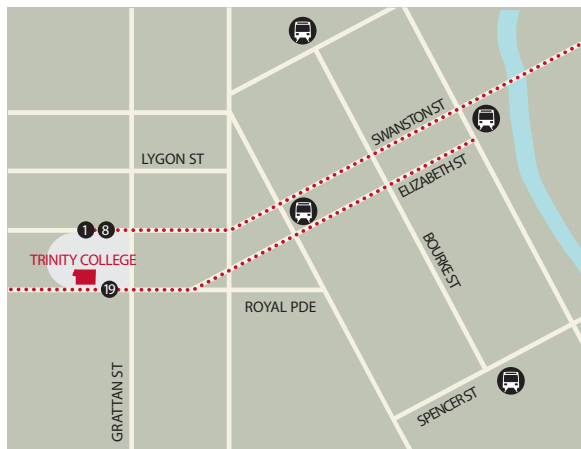 SWANSTON ST
LYGON ST
ELIZABETH ST
1 8
BOURKE ST
TRINITY COLLEGE
19
ROYAL PDE
GRATTAN ST
SPENCER ST